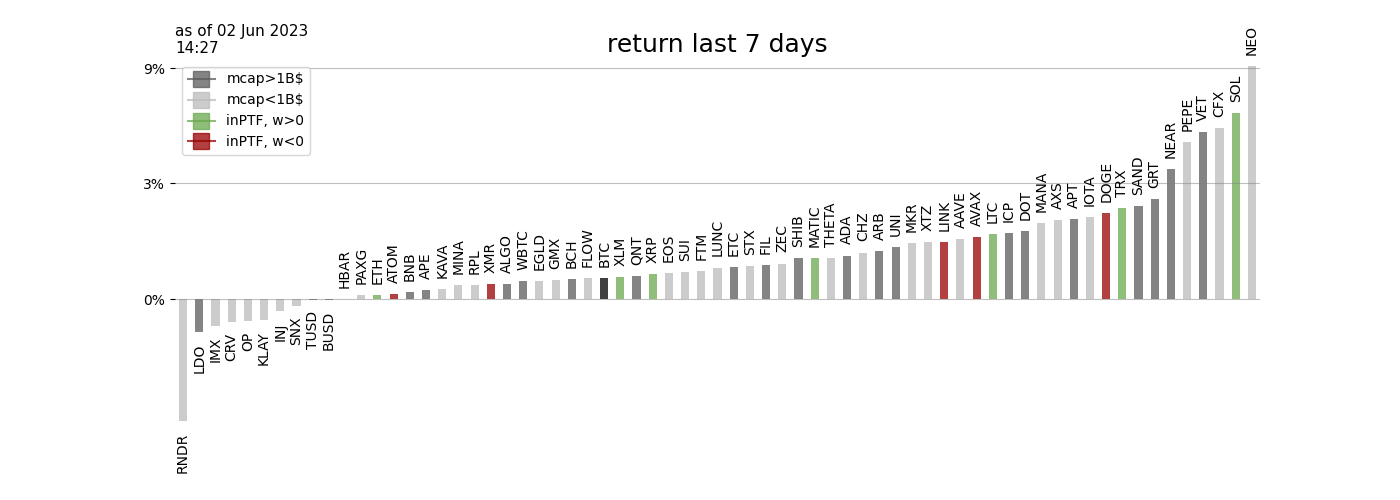 as of 02 Jun 2023
14:27
return last 7 days
9%
3%
0%
mcap>1B$
mcap<1B$
inPTF, w>0
inPTF, w<0
RNDR
LDO
IMX
CRV
OP
KLAY
INJ
SNX
TUSD
BUSD
HBAR
PAXG
ETH
ATOM
BNB
APE
KAVA
MINA
RPL
XMR
ALGO
WBTC
EGLD
GMX
BCH
FLOW
BTC
XLM
QNT
XRP
EOS
SUI
FTM
LUNC
ETC
STX
FIL
ZEC
SHIB
MATIC
THETA
ADA
CHZ
ARB
UNI
MKR
XTZ
LINK
AAVE
AVAX
LTC
ICP
DOT
MANA
AXS
APT
IOTA
DOGE
TRX
SAND
GRT
NEAR
PEPE
VET
CFX
SOL
NEO